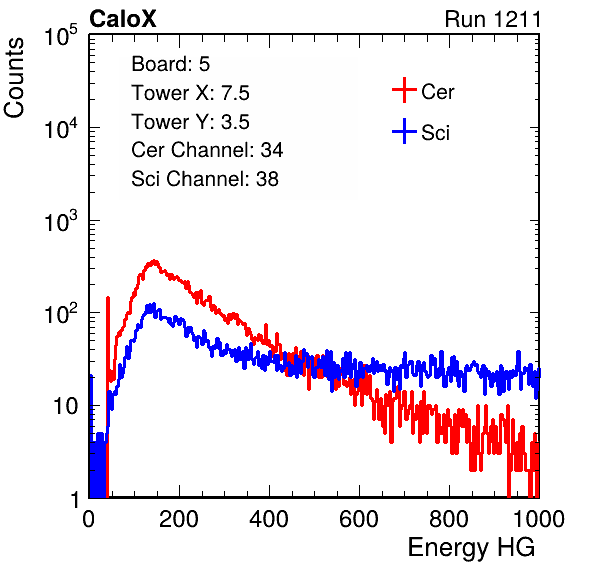 CaloX Run 1211
Counts
10^5
10^4
10^3
10^2
10
1
Board: 5
Tower X: 7.5
Tower Y: 3.5
Cer Channel: 34
Sci Channel: 38
Cer
Sci
0 200 400 600 800 1000
Energy HG